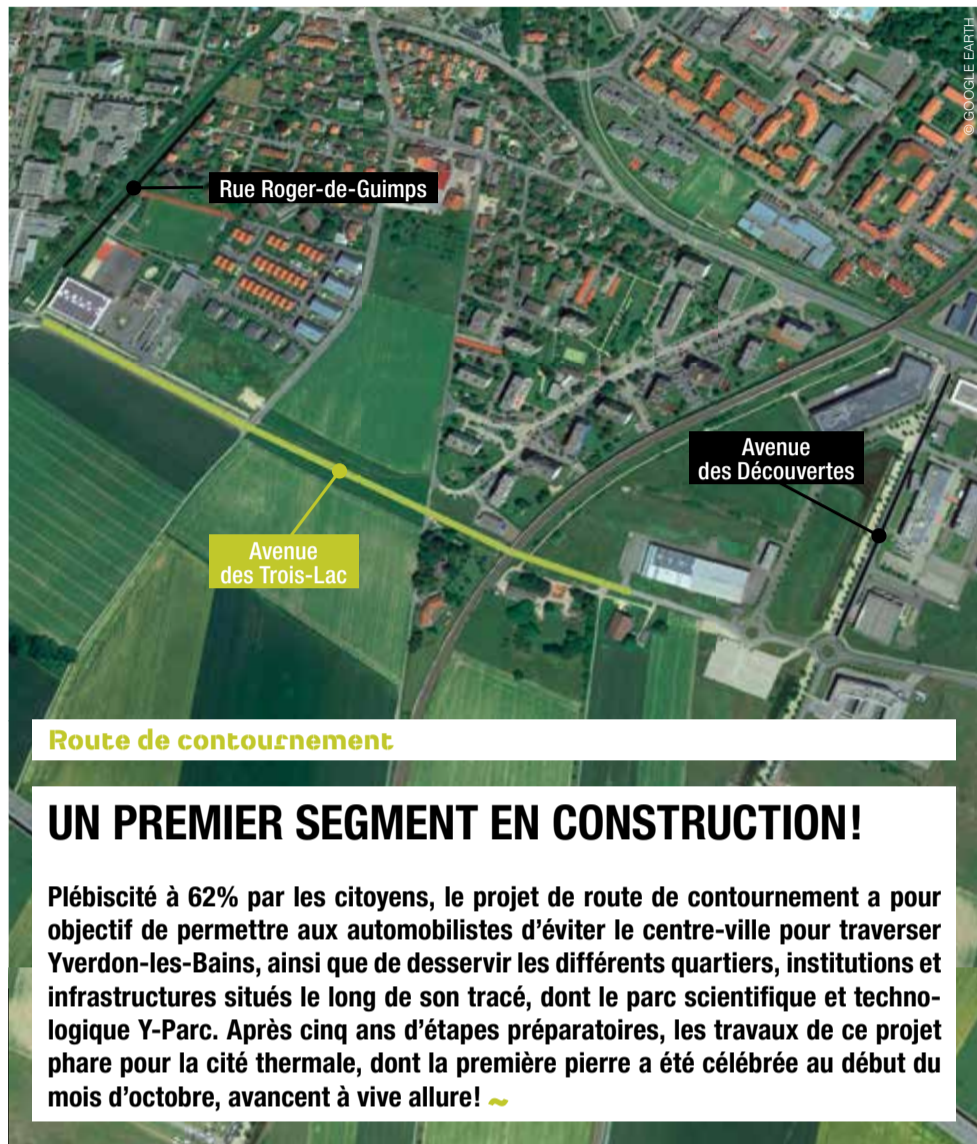 © GOOGLE EARTH
Rue Roger-de-Guimps
Avenue
des Découvertes
Avenue
des Trois-Lac
Route de contournement
UN PREMIER SEGMENT EN CONSTRUCTION!
Plébiscité à 62% par les citoyens, le projet de route de contournement a pour
objectif de permettre aux automobilistes d’éviter le centre-ville pour traverser
Yverdon-les-Bains, ainsi que de desservir les différents quartiers, institutions et
infrastructures situés le long de son tracé, dont le parc scientifique et techno-
logique Y-Parc. Après cinq ans d’étapes préparatoires, les travaux de ce projet
phare pour la cité thermale, dont la première pierre a été célébrée au début du
mois d’octobre, avancent à vive allure! ~